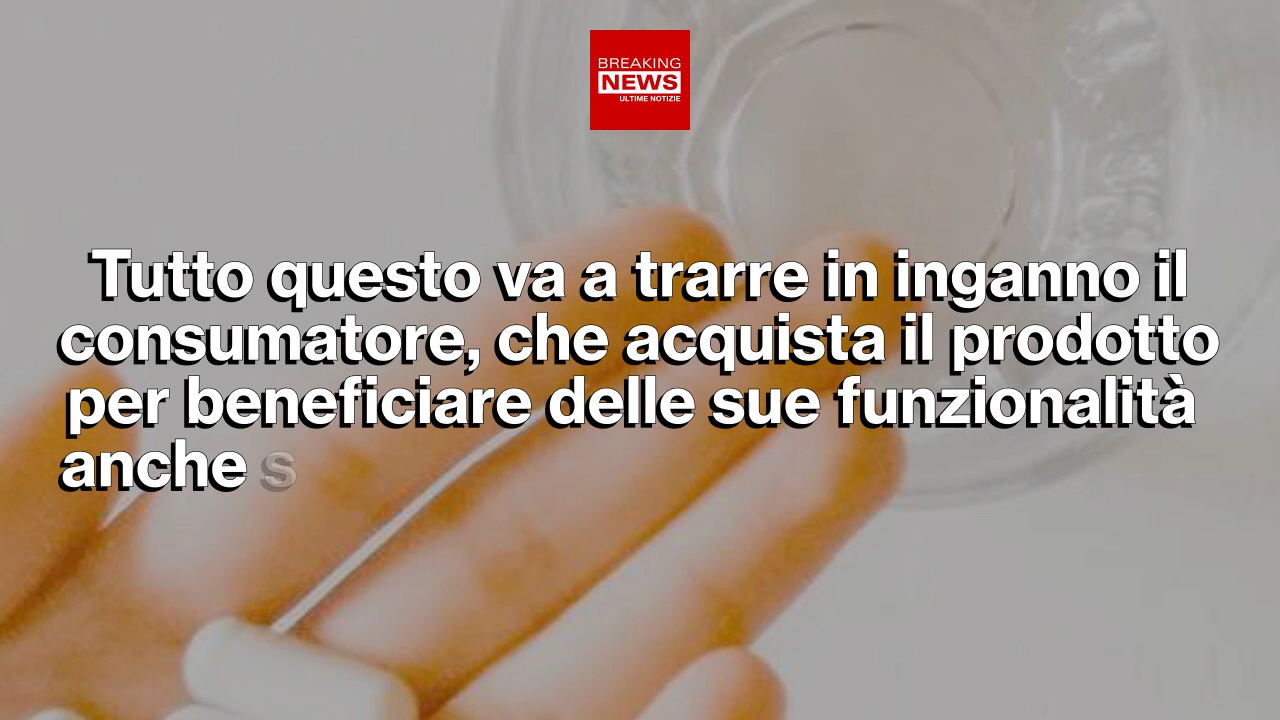 BREAKING
NEWS
ULTIME NOTIZIE
Tutto questo va a trarre in inganno il
consumatore, che acquista il prodotto
per beneficiare delle sue funzionalità
anche s